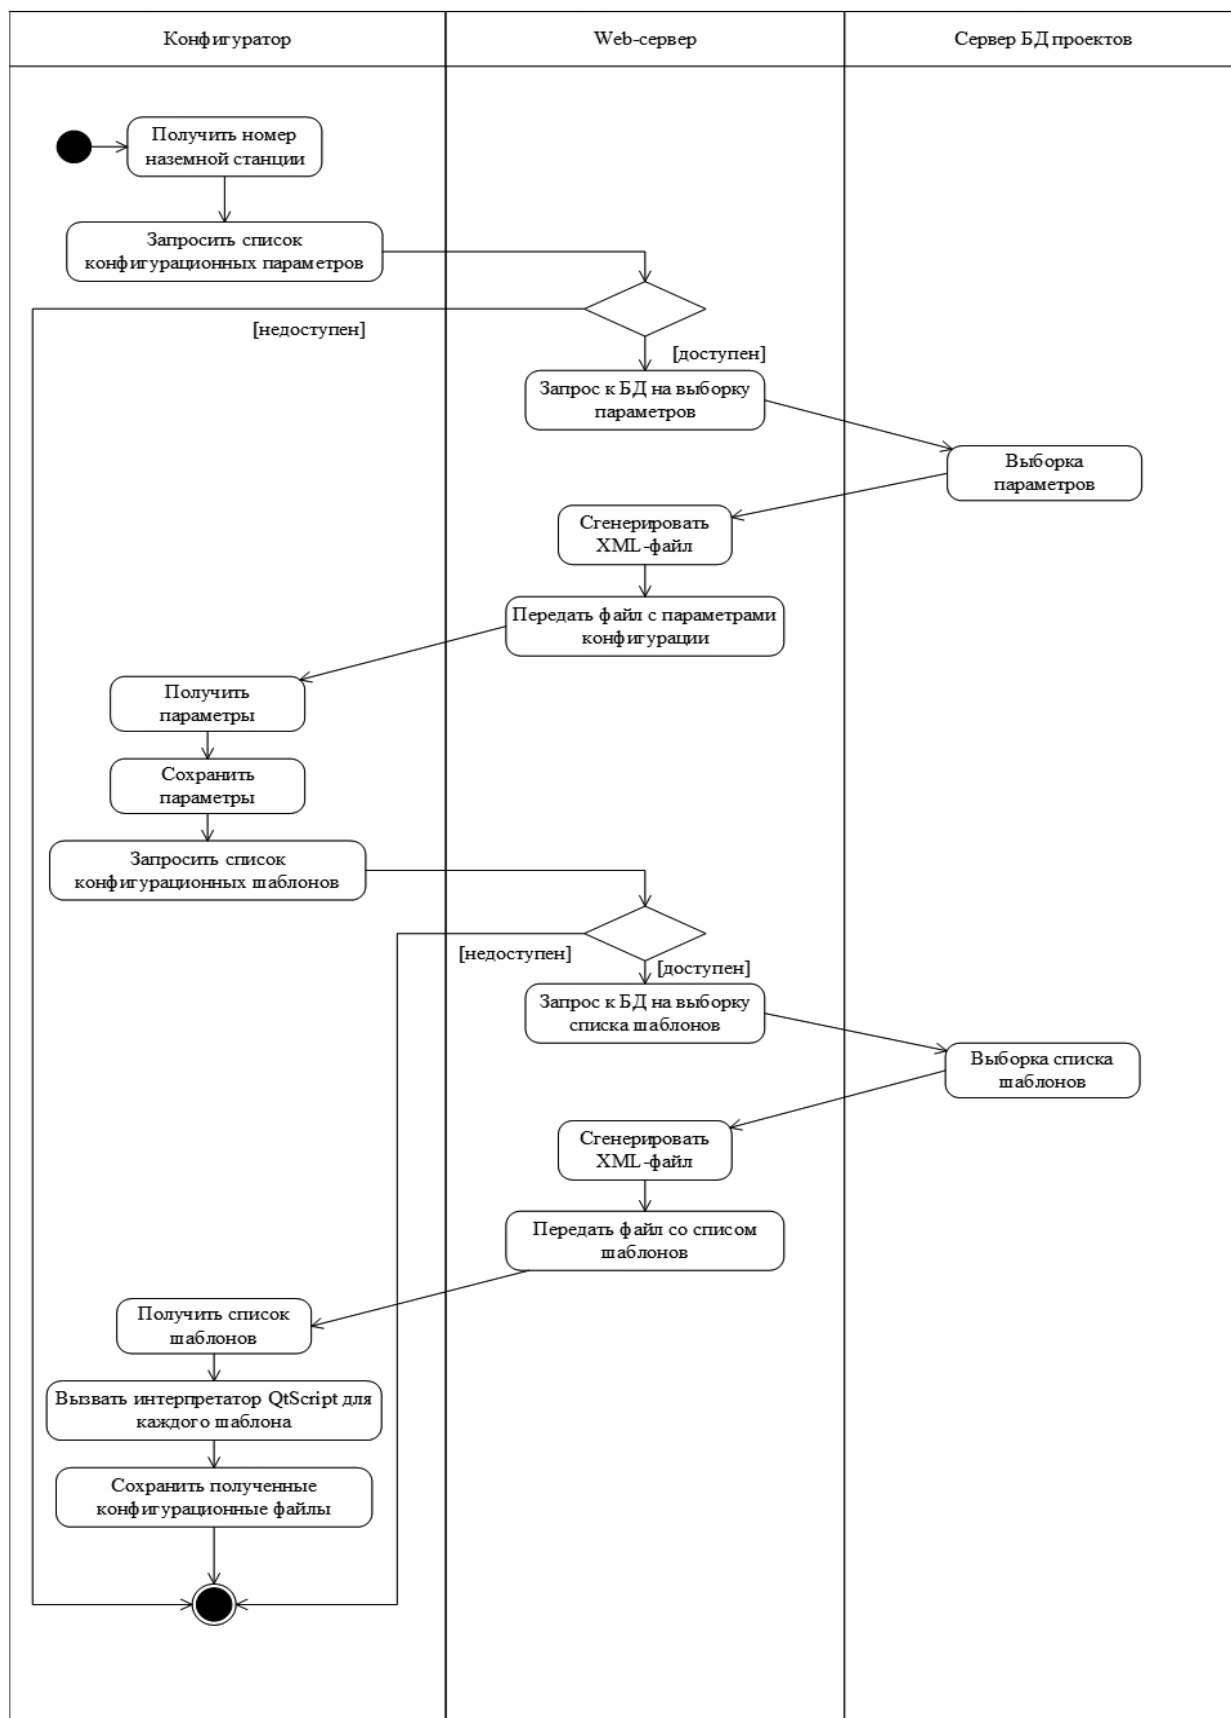 Конфигуратор
Web-сервер
Сервер БД проектов
Получить номер
наземной станции
Запросить список
конфигурационных параметров
[недоступен]
[доступен]
Запрос к БД на выборку
параметров
Выборка
параметров
Сгенерировать
XML-файл
Передать файл с параметрами
конфигурации
Получить
параметры
Сохранить
параметры
Запросить список
конфигурационных шаблонов
[недоступен]
[доступен]
Запрос к БД на выборку
списка шаблонов
Выборка списка
шаблонов
Сгенерировать
XML-файл
Передать файл со списом
шаблонов
Получить список
шаблонов
Вызвать интерпретатор QtScript для
каждого шаблона
Сохранить полученные
конфигурационные файлы